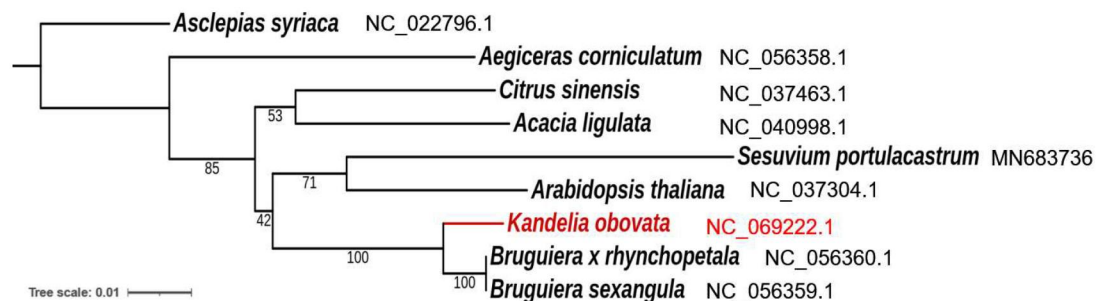 Asclepias syriaca NC_022796.1
Aegiceras corniculatum NC_056358.1
Citrus sinensis NC_037463.1
53
Acacia ligulata NC_040998.1
Sesuvium portulacastrum MN683736
85
71
Arabidopsis thaliana NC_037304.1
42
Kandelia obovata NC_069222.1
Bruguiera x rhynchopetala NC_056360.1
100
100
Bruguiera sexangula NC_056359.1
Tree scale: 0.01